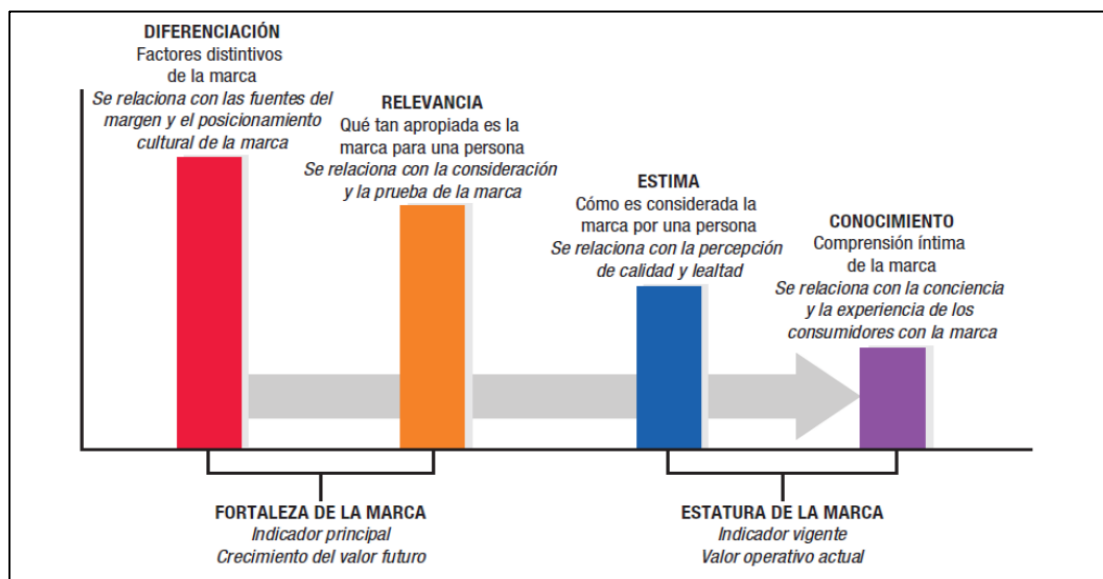 DIFERENCIACIÓN
Factores distintivos
de la marca
Se relaciona con las fuentes del
margen y el posicionamiento
cultural de la marca
RELEVANCIA
Qué tan apropiada es la
marca para una persona
Se relaciona con la consideración
y la prueba de la marca
ESTIMA
Cómo es considerada la
marca por una persona
Se relaciona con la percepción
de calidad y lealtad
CONOCIMIENTO
Comprensión íntima
de la marca
Se relaciona con la conciencia
y la experiencia de los
consumidores con la marca
FORTALEZA DE LA MARCA
Indicador principal
Crecimiento del valor futuro
ESTATURA DE LA MARCA
Indicador vigente
Valor operativo actual